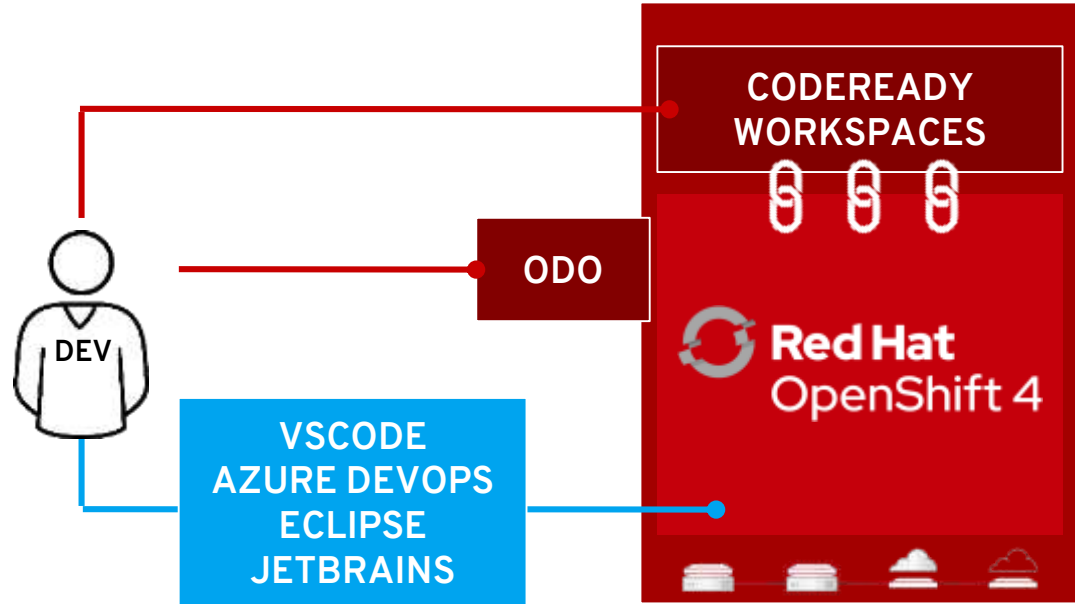 CODEREADY
WORKSPACES
ODO
DEV
Red Hat
OpenShift 4
VSCODE
AZURE DEVOPS
ECLIPSE
JETBRAINS